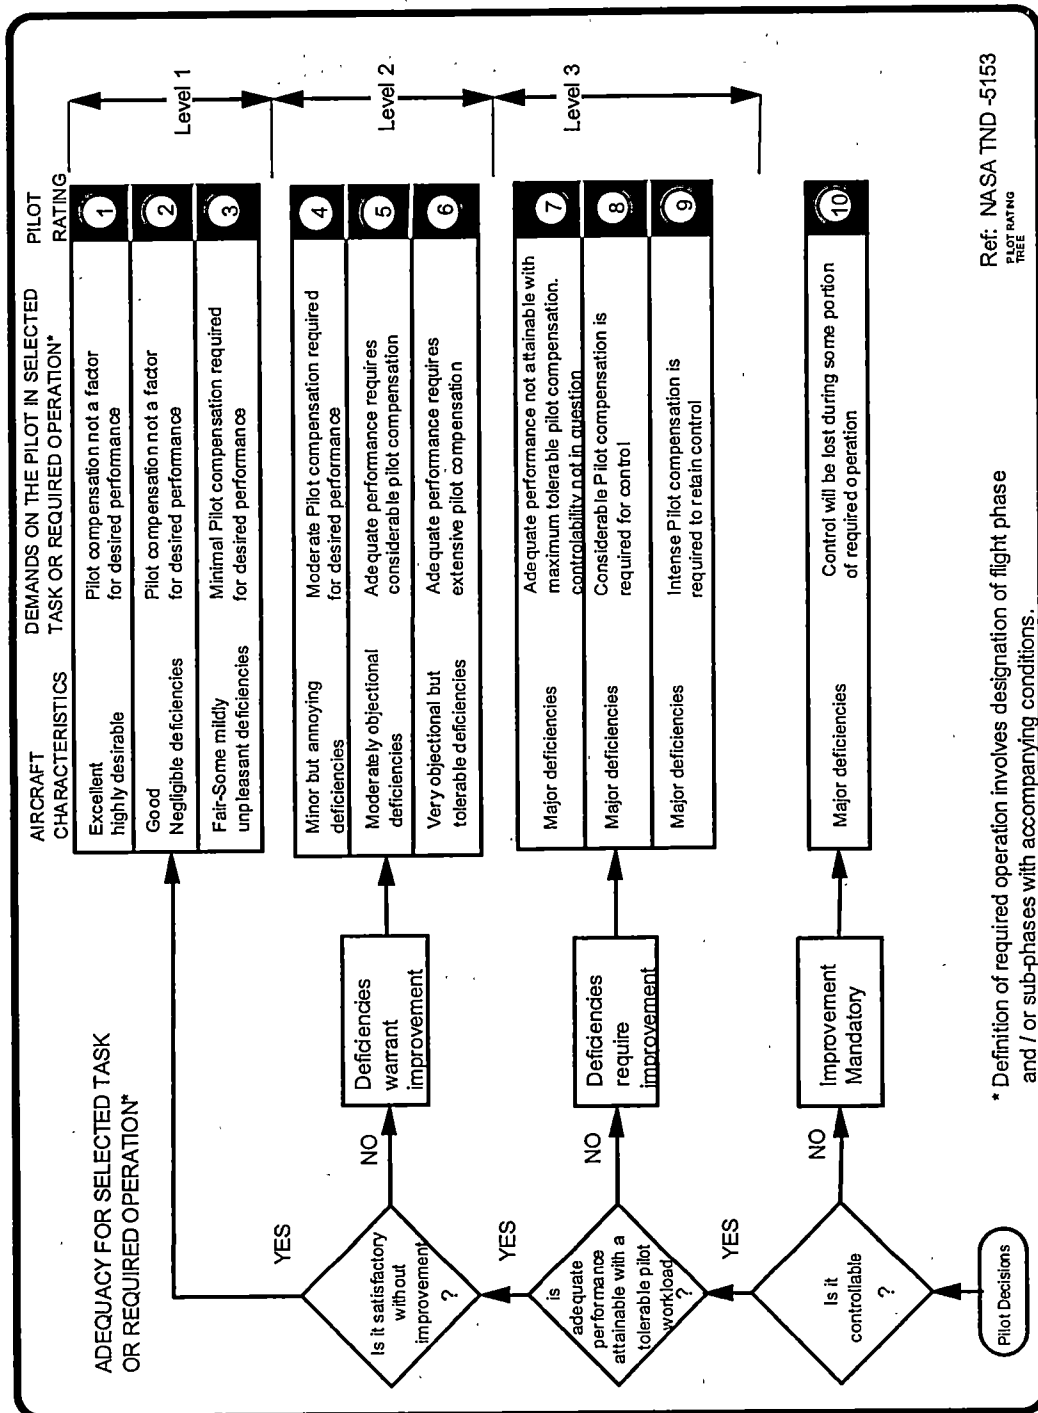 ADEQUACY FOR SELECTED TASK
OR REQUIRED OPERATION*
AIRCRAFT
CHARACTERISTICS
DEMANDS ON THE PILOT IN SELECTED
TASK OR REQUIRED OPERATION*
PILOT
RATING
Excellent
highly desirable
Pilot compensation not a factor
for desired performance
1
Good
Negligible deficiencies
Pilot compensation not a factor
for desired performance
2
Fair-Some mildly
unpleasant deficiencies
Minimal Pilot compensation required
for desired performance
3
Level 1
YES
Is it satisfactory
without
improvement
?
NO
Deficiencies
warrant
improvement
Minor but annoying
deficiencies
Moderate Pilot compensation required
for desired performance
4
Moderately objectional
deficiencies
Adequate performance requires
considerable pilot compensation
5
Very objectional but
tolerable deficiencies
Adequate performance requires
extensive pilot compensation
6
Level 2
YES
is
adequate
performance
attainable with a
tolerable pilot
workload
?
NO
Deficiencies
require
improvement
Major deficiencies
Adequate performance not attainable with
maximum tolerable pilot compensation.
controlability not in question
7
Major deficiencies
Considerable Pilot compensation is
required for control
8
Major deficiencies
Intense Pilot compensation is
required to retain control
9
Level 3
YES
Is it
controllable
?
NO
Improvement
Mandatory
Major deficiencies
Control will be lost during some portion
of required operation
10
Pilot Decisions
* Definition of required operation involves designation of flight phase
and / or sub-phases with accompanying conditions.
Ref: NASA TND -5153
PILOT RATING
TREE